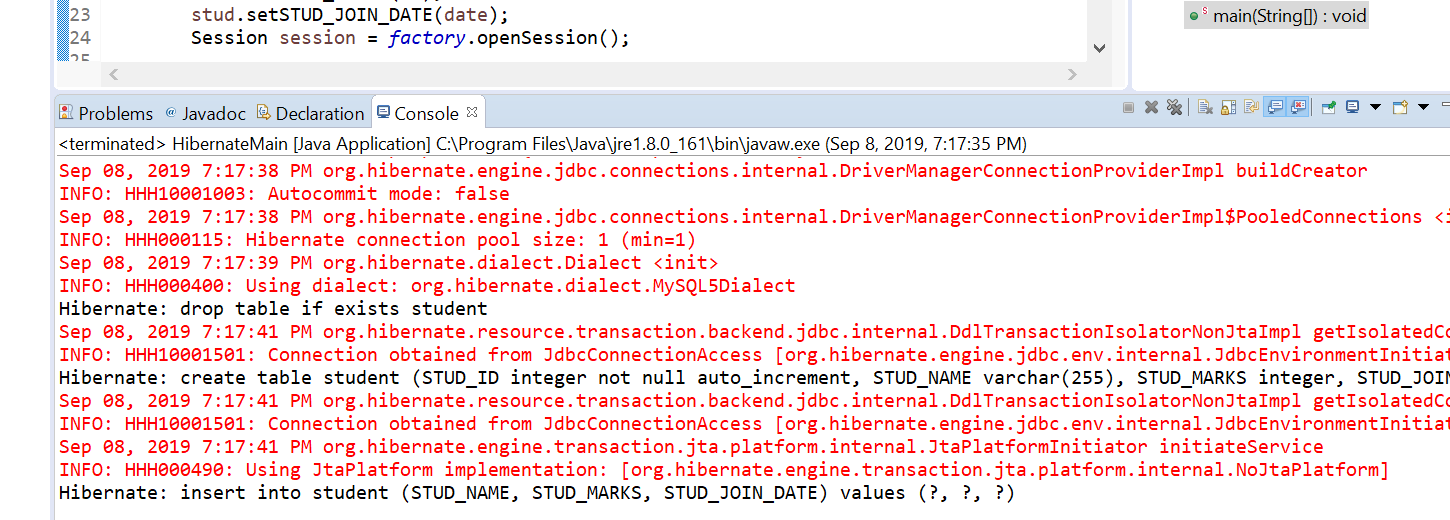 23 stud.setSTUD_JOIN_DATE(date);
24 Session session = factory.openSession();
25
main(String[]) : void
Problems @ Javadoc Declaration Console
<terminated> HibernateMain [Java Application] C:\Program Files\Java\jre1.8.0_161\bin\javaw.exe (Sep 8, 2019, 7:17:35 PM)
Sep 08, 2019 7:17:38 PM org.hibernate.engine.jdbc.connections.internal.DriverManagerConnectionProviderImpl buildCreator
INFO: HHH10001003: Autocommit mode: false
Sep 08, 2019 7:17:38 PM org.hibernate.engine.jdbc.connections.internal.DriverManagerConnectionProviderImpl$PooledConnections <i
INFO: HHH000115: Hibernate connection pool size: 1 (min=1)
Sep 08, 2019 7:17:39 PM org.hibernate.dialect.Dialect <init>
INFO: HHH000400: Using dialect: org.hibernate.dialect.MySQL5Dialect
Hibernate: drop table if exists student
Sep 08, 2019 7:17:41 PM org.hibernate.resource.transaction.backend.jdbc.internal.DdlTransactionIsolatorNonJtaImpl getIsolatedCo
INFO: HHH10001501: Connection obtained from JdbcConnectionAccess [org.hibernate.engine.jdbc.env.internal.JdbcEnvironmentInitiat
Hibernate: create table student (STUD_ID integer not null auto_increment, STUD_NAME varchar(255), STUD_MARKS integer, STUD_JOIN
Sep 08, 2019 7:17:41 PM org.hibernate.resource.transaction.backend.jdbc.internal.DdlTransactionIsolatorNonJtaImpl getIsolatedCo
INFO: HHH10001501: Connection obtained from JdbcConnectionAccess [org.hibernate.engine.jdbc.env.internal.JdbcEnvironmentInitiat
Sep 08, 2019 7:17:41 PM org.hibernate.engine.transaction.jta.platform.internal.JtaPlatformInitiator initiateService
INFO: HHH000490: Using JtaPlatform implementation: [org.hibernate.engine.transaction.jta.platform.internal.NoJtaPlatform]
Hibernate: insert into student (STUD_NAME, STUD_MARKS, STUD_JOIN_DATE) values (?, ?, ?)